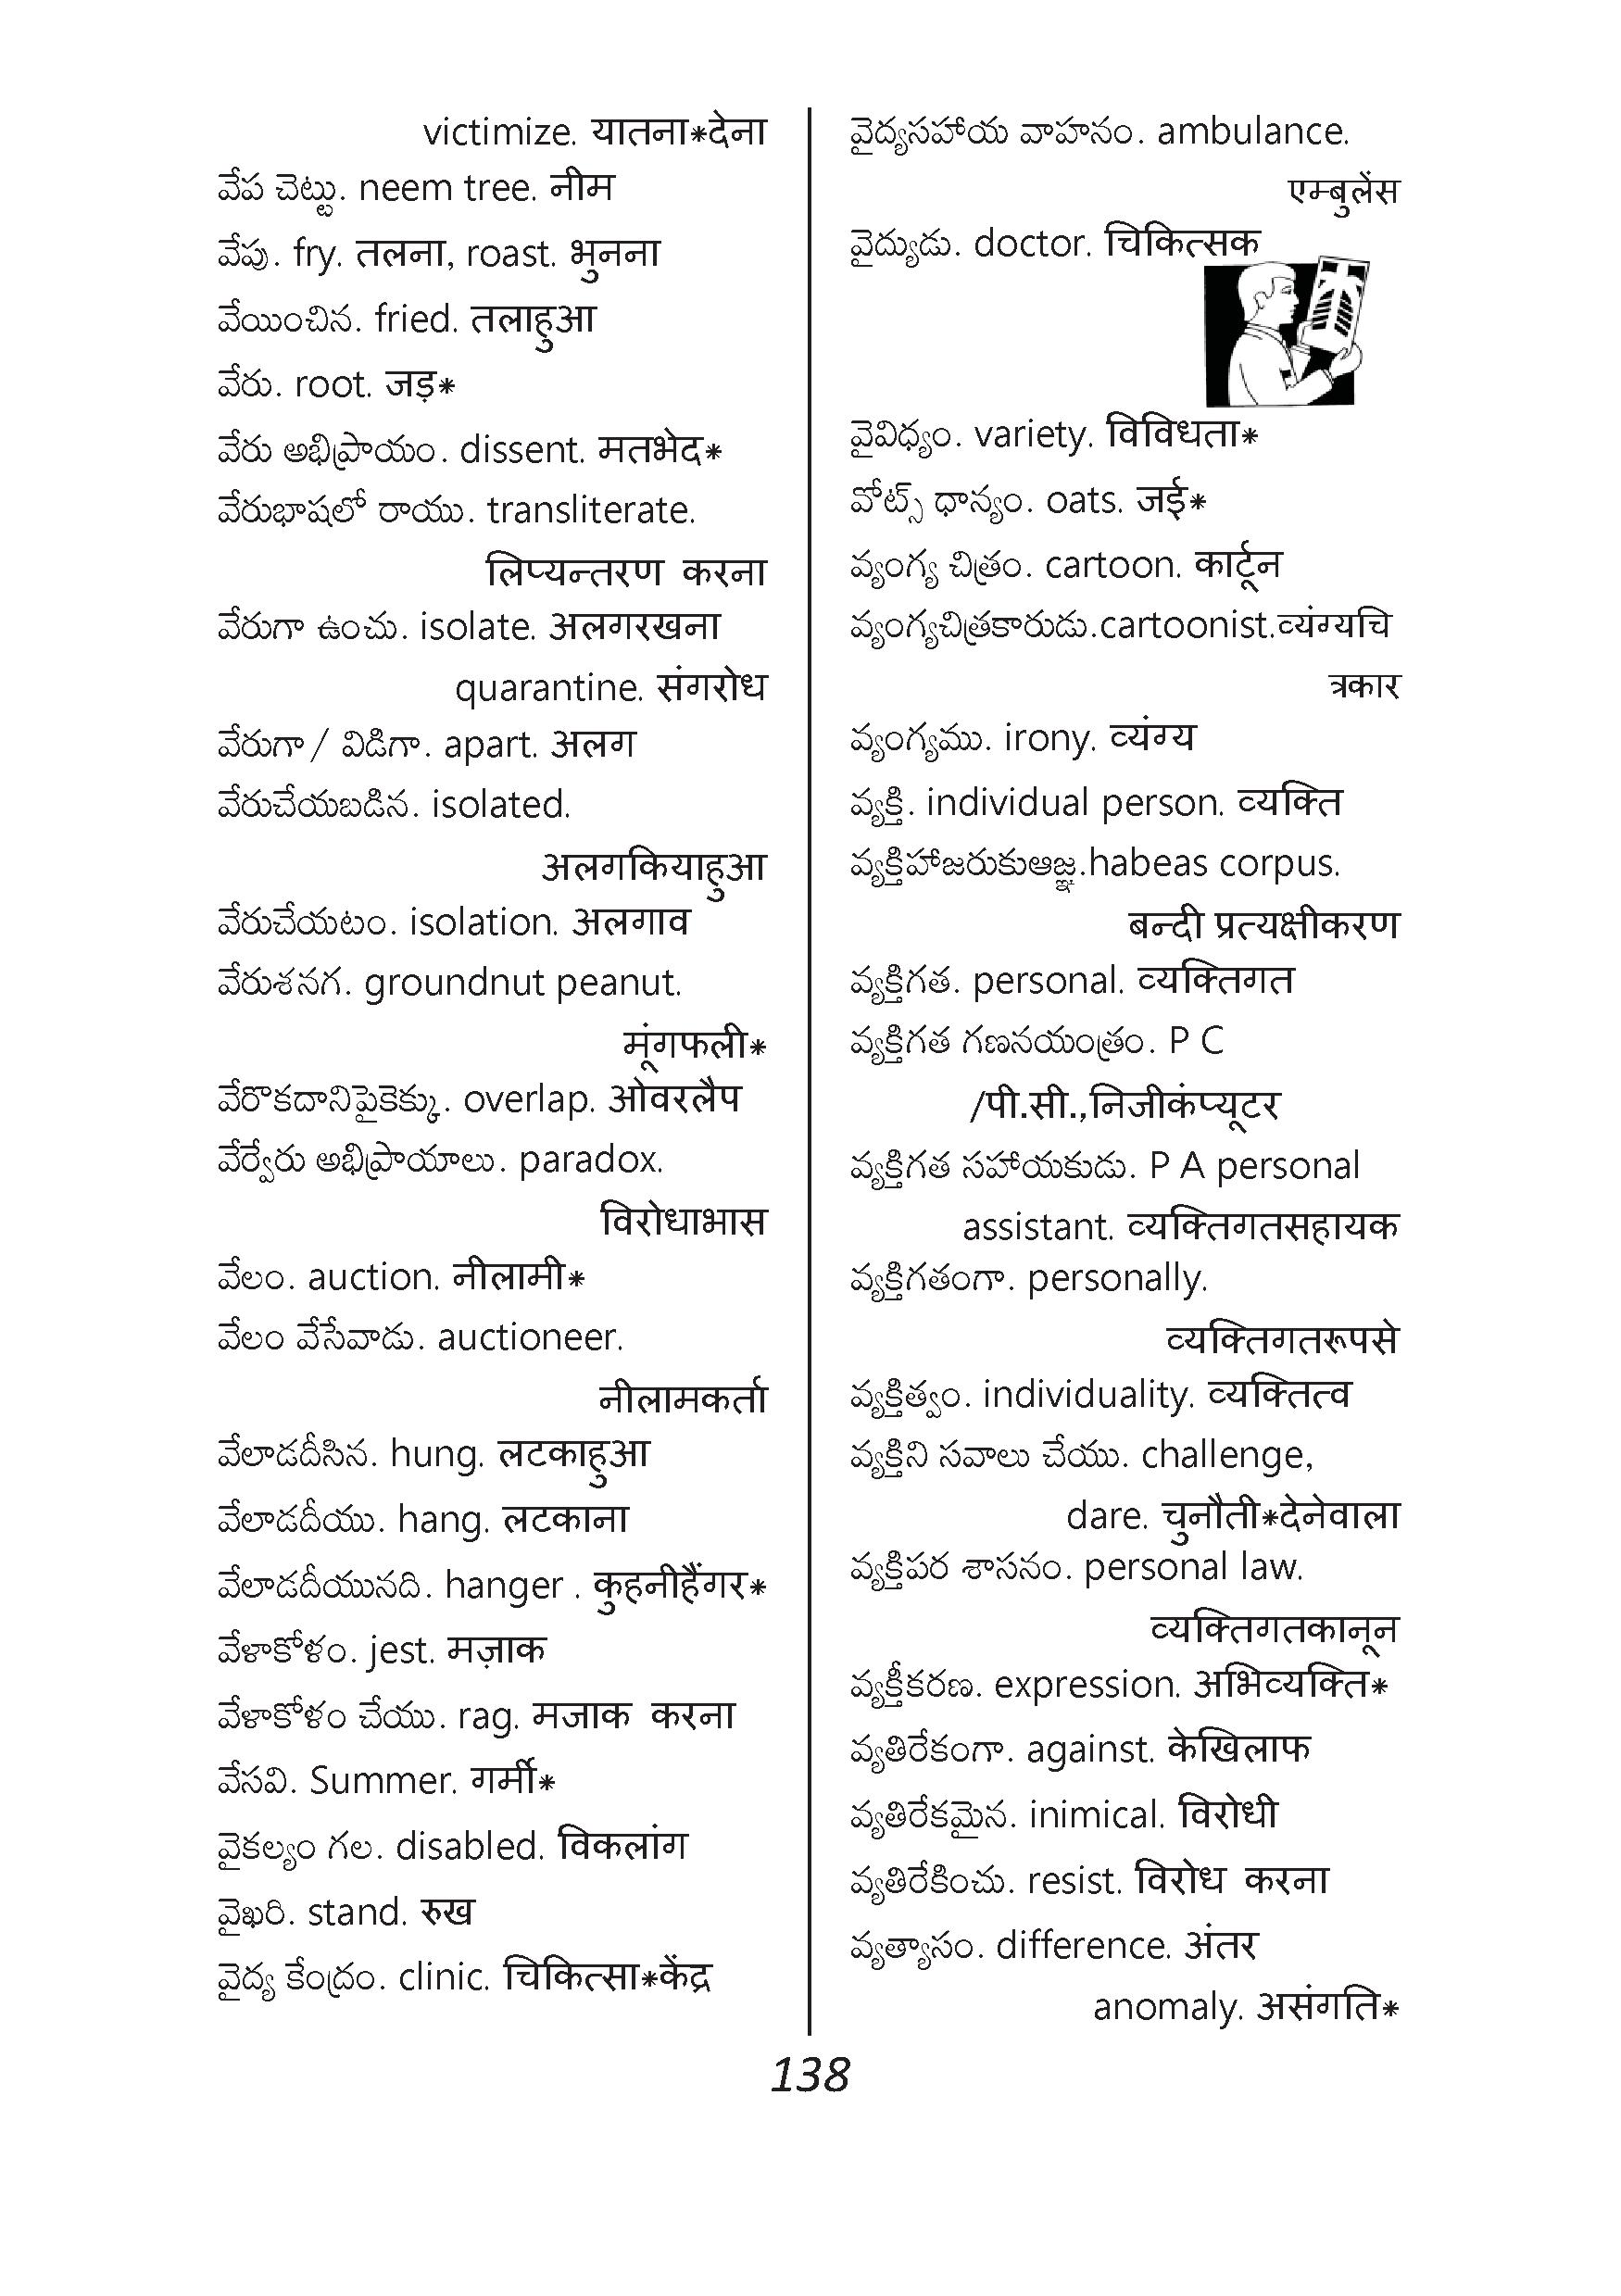 victimize. यातना*देना
వేప చెట్టు. neem tree. नीम
వేపు. fry. तलना, roast. भुनना
వేయించిన. fried. तलाहुआ
వేరు. root. जड़*
వేరు అభిప్రాయం. dissent. मतभेद*
వేరుభాషలో రాయు. transliterate.
लिप्यन्तरण करना
వేరుగా ఉంచు. isolate. अलगरखना
quarantine. संगरोध
వేరుగా / విడిగా. apart. अलग
వేరుచేయబడిన. isolated.
अलगकियाहुआ
వేరుచేయటం. isolation. अलगाव
వేరుశనగ. groundnut peanut.
मूंगफली*
వేరొకదానిపైకెక్కు. overlap. ओवरलैप
వేర్వేరు అభిప్రాయాలు. paradox.
विरोधाभास
వేలం. auction. नीलामी*
వేలం వేసేవాడు. auctioneer.
नीलामकर्ता
వేలాడదీసిన. hung. लटकाहुआ
వేలాడదీయు. hang. लटकाना
వేలాడదీయునది. hanger . कुहनीहैंगर*
వేళాకోళం. jest. मज़ाक
వేళాకోళం చేయు. rag. मजाक करना
వేసవి. Summer. गर्मी*
వైకల్యం గల. disabled. विकलांग
వైఖరి. stand. रुख
వైద్య కేంద్రం. clinic. चिकित्सा*केंद्र
వైద్యసహాయ వాహనం. ambulance.
एम्बुलेंस
వైద్యుడు. doctor. चिकित्सक
వైవిధ్యం. variety. विविधता*
వోట్స్ ధాన్యం. oats. जई*
వ్యంగ్య చిత్రం. cartoon. कार्टून
వ్యంగ్యచిత్రకారుడు.cartoonist.व्यंग्यचि
त्रकार
వ్యంగ్యము. irony. व्यंग्य
వ్యక్తి. individual person. व्यक्ति
వ్యక్తిహాజరుకుఆజ్ఞ.habeas corpus.
बन्दी प्रत्यक्षीकरण
వ్యక్తిగత. personal. व्यक्तिगत
వ్యక్తిగత గణనయంత్రం. P C
/पी.सी.,निजीकंप्यूटर
వ్యక్తిగత సహాయకుడు. P A personal
assistant. व्यक्तिगतसहायक
వ్యక్తిగతంగా. personally.
व्यक्तिगतरूपसे
వ్యక్తిత్వం. individuality. व्यक्तित्व
వ్యక్తిని సవాలు చేయు. challenge,
dare. चुनौती*देनेवाला
వ్యక్తిపర శాసనం. personal law.
व्यक्तिगतकानून
వ్యక్తీకరణ. expression. अभिव्यक्ति*
వ్యతిరేకంగా. against. केखिलाफ
వ్యతిరేకమైన. inimical. विरोधी
వ్యతిరేకించు. resist. विरोध करना
వ్యత్యాసం. difference. अंतर
anomaly. असंगति*
138